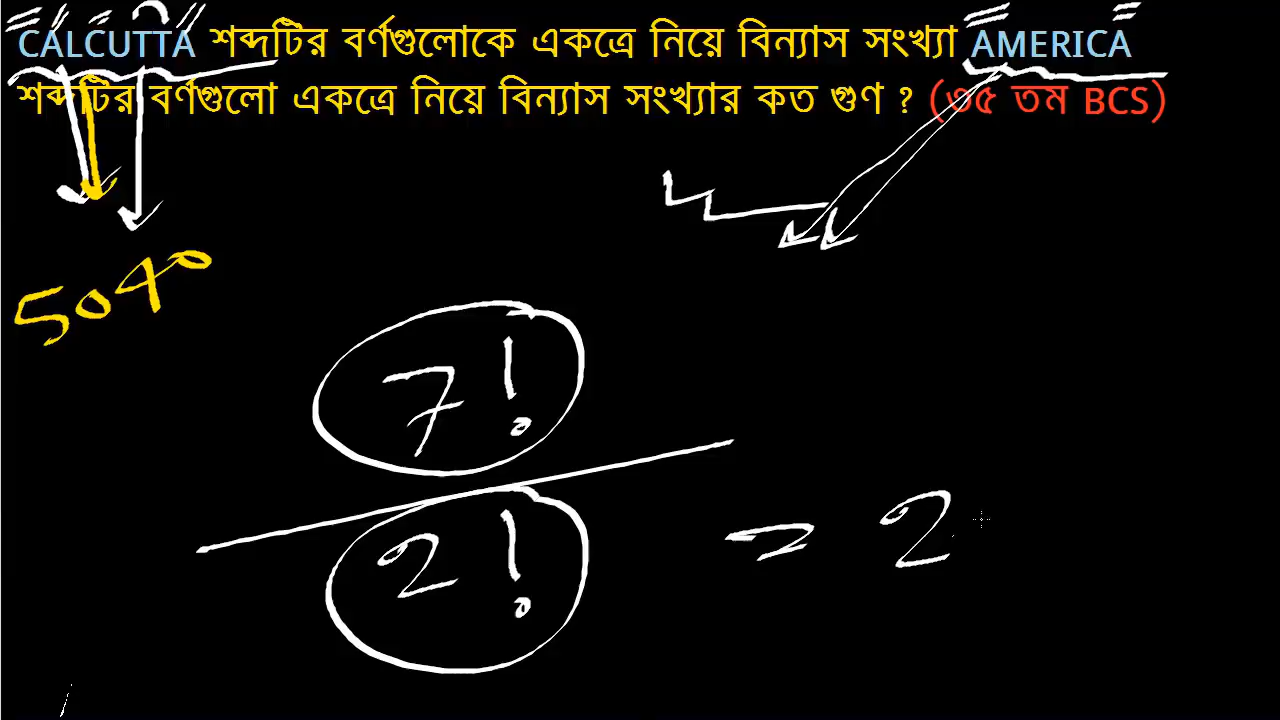 CALCUTTA শব্দটির বর্ণগুলোকে একত্রে নিয়ে বিন্যাস সংখ্যা AMERICA
শব্দটির বর্ণগুলো একত্রে নিয়ে বিন্যাস সংখ্যার কত গুণ ? (৩৫ তম BCS)
5040
7!
2! = 2